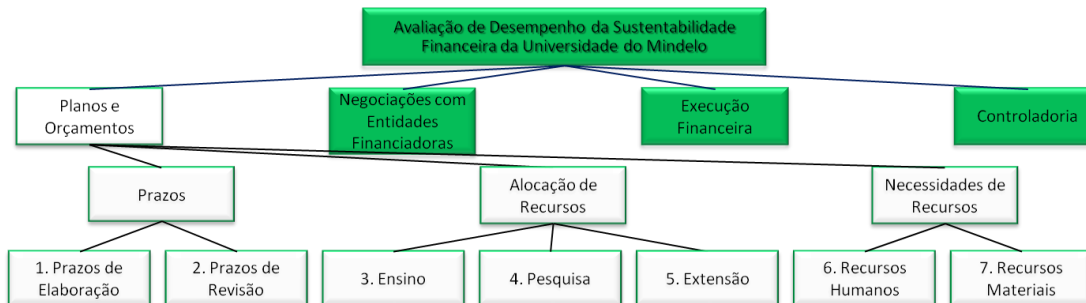 Avaliação de Desempenho da Sustentabilidade
Financeira da Universidade do Mindelo
Planos e
Orçamentos
Negociações com
Entidades
Financiadoras
Execução
Financeira
Controladoria
Prazos
Alocação de
Recursos
Necessidades de
Recursos
1. Prazos de
Elaboração
2. Prazos de
Revisão
3. Ensino
4. Pesquisa
5. Extensão
6. Recursos
Humanos
7. Recursos
Materiais